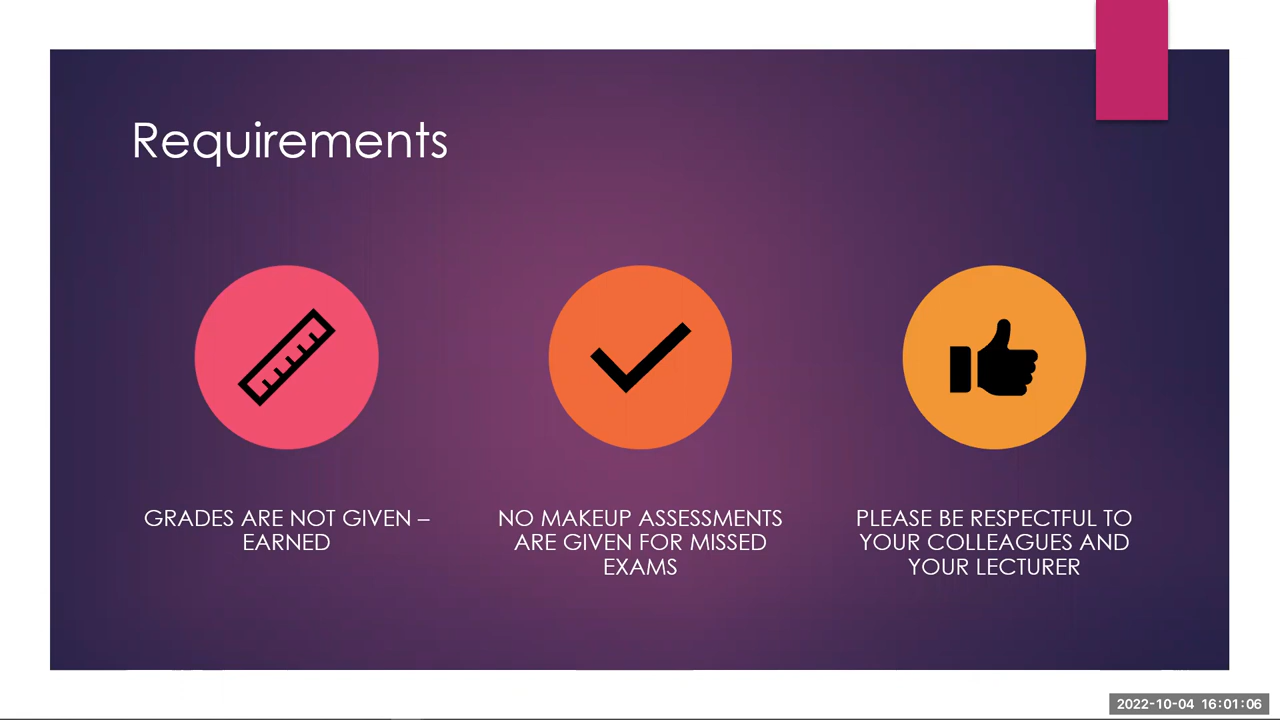 Requirements
GRADES ARE NOT GIVEN –
EARNED
NO MAKEUP ASSESSMENTS
ARE GIVEN FOR MISSED
EXAMS
PLEASE BE RESPECTFUL TO
YOUR COLLEAGUES AND
YOUR LECTURER
2022-10-04 16:01:06